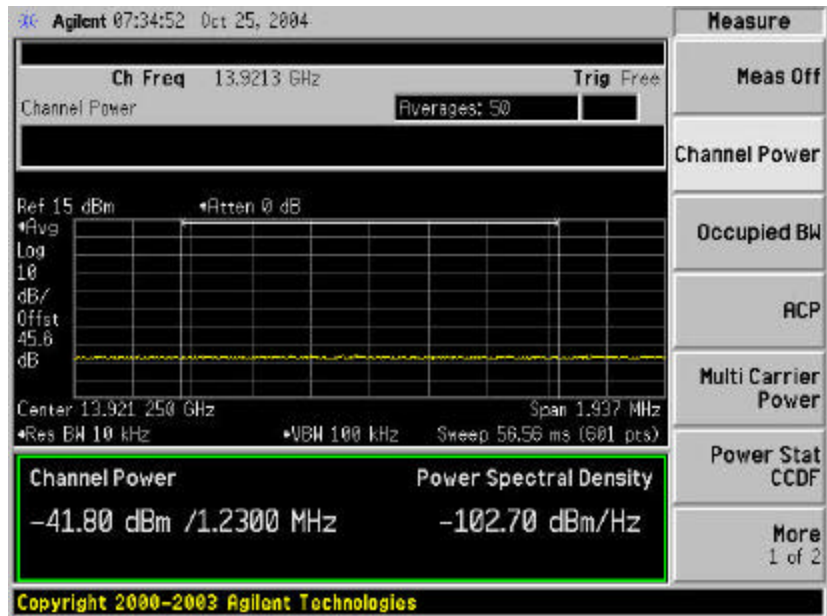 Agilent 07:34:52 Oct 25, 2004
Measure
Ch Freq 13.9213 GHz Trig Free
Channel Power Averages: 50
Meas Off
Channel Power
Occupied BW
ACP
Multi Carrier
Power
Power Stat
CCDF
More
1 of 2
Ref 15 dBm Atten 0 dB
Avg
Log
10
dB/
Offst
45.6
dB
Center 13.921 250 GHz Span 1.937 MHz
Res BW 10 kHz VBW 100 kHz Sweep 56.56 ms (601 pts)
Channel Power Power Spectral Density
-41.80 dBm /1.2300 MHz -102.70 dBm/Hz
Copyright 2000-2003 Agilent Technologies